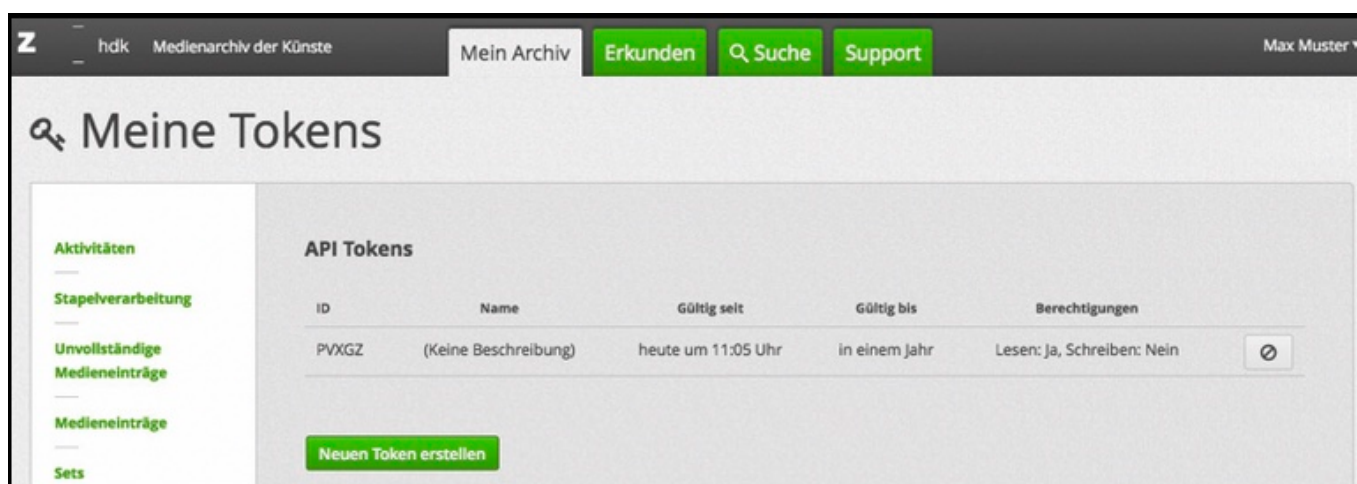 Z hdk Medienarchiv der Künste Mein Archiv Erkunden Suche Support Max Muster
Meine Tokens
Aktivitäten
Stapelverarbeitung
Unvollständige
Medieneinträge
Medieneinträge
Sets
API Tokens
ID Name Gültig seit Gültig bis Berechtigungen
PVXGZ (Keine Beschreibung) heute um 11:05 Uhr in einem Jahr Lesen: Ja, Schreiben: Nein
Neuen Token erstellen